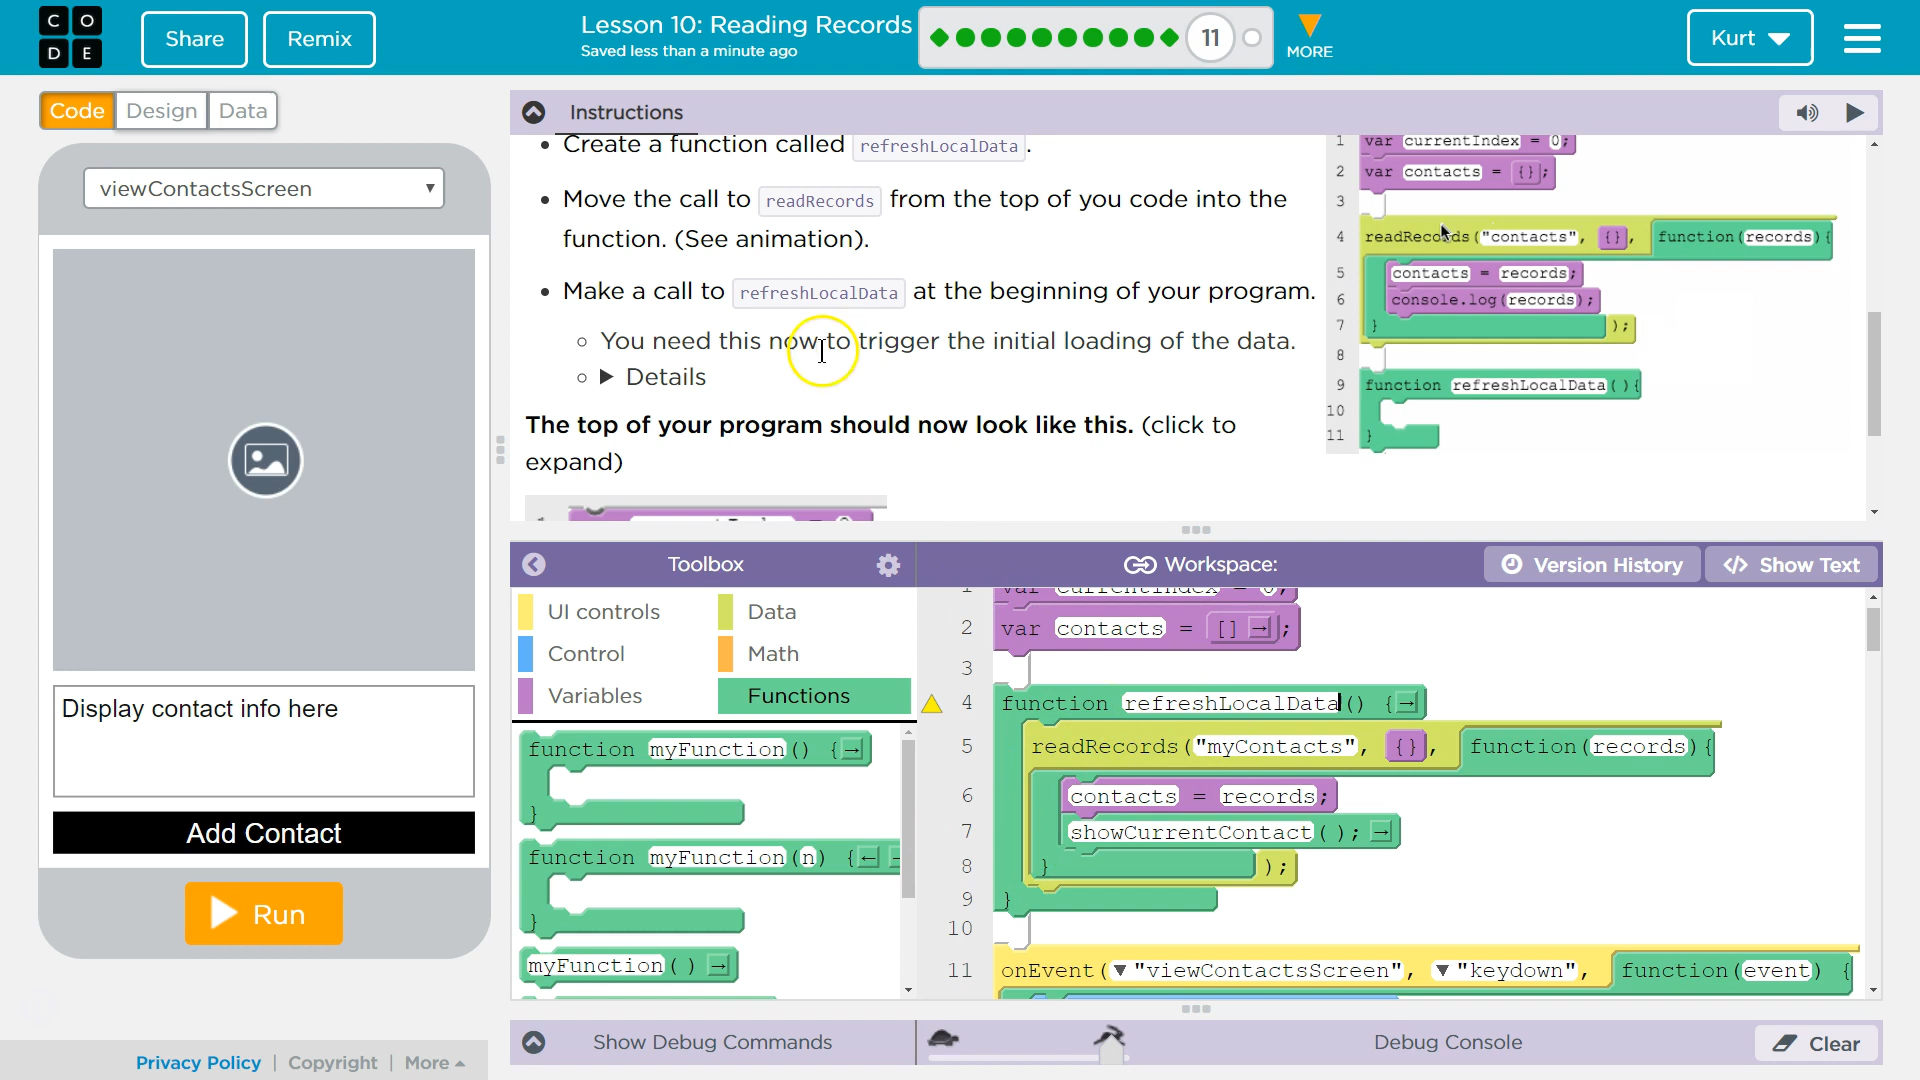 C O
D E
Share
Remix
Lesson 10: Reading Records
Saved less than a minute ago
11
MORE
Kurt
Code
Design
Data
viewContactsScreen
Display contact info here
Add Contact
Run
Privacy Policy | Copyright | More
Instructions
• Create a function called refreshLocalData.
• Move the call to readRecords from the top of you code into the
function. (See animation).
• Make a call to refreshLocalData at the beginning of your program.
You need this now to trigger the initial loading of the data.
Details
The top of your program should now look like this. (click to
expand)
1 var currentIndex = 0;
2 var contacts = {};
3
4 readRecords("contacts", {}, function(records){
5 contacts = records;
6 console.log(records);
7 } );
8
9 function refreshLocalData(){
10
11 }
Toolbox
UI controls
Data
Control
Math
Variables
Functions
function myFunction() {
}
function myFunction(n) {
}
myFunction()
Workspace:
Version History
</> Show Text
1 var currentIndex = 0;
2 var contacts = [];
3
4 function refreshLocalData() {
5 readRecords("myContacts", {}, function(records){
6 contacts = records;
7 showCurrentContact();
8 } );
9 }
10
11 onEvent("viewContactsScreen", "keydown", function(event) {
Show Debug Commands
Debug Console
Clear